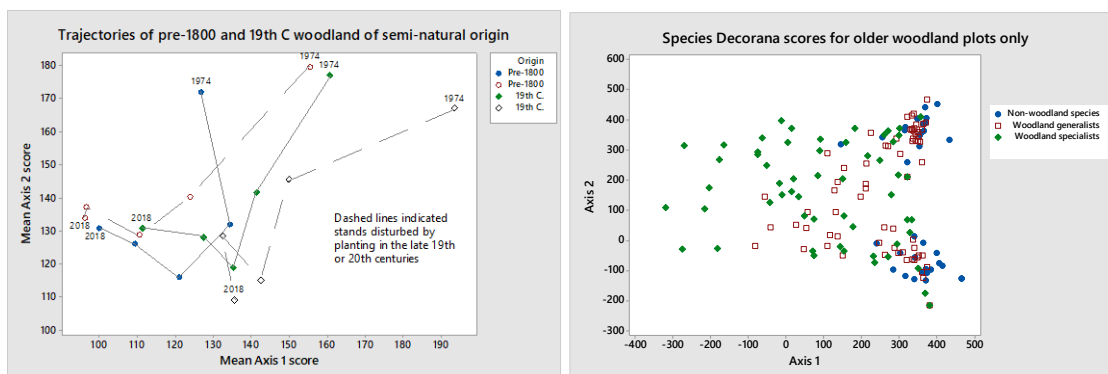 Trajectories of pre-1800 and 19th C woodland of semi-natural origin
Mean Axis 2 score
180
170
160
150
140
130
120
110
100
1974
1974
1974
1974
2018
2018
2018
2018
Dashed lines indicated
stands disturbed by
planting in the late 19th
or 20th centuries
100
110
120
130
140
150
160
170
180
190
Mean Axis 1 score
Origin
Pre-1800
Pre-1800
19th C.
19th C.
Species Decorana scores for older woodland plots only
Axis 2
600
500
400
300
200
100
0
-100
-200
-300
-400
-300
-200
-100
0
100
200
300
400
500
Axis 1
Non-woodland species
Woodland generalists
Woodland specialists